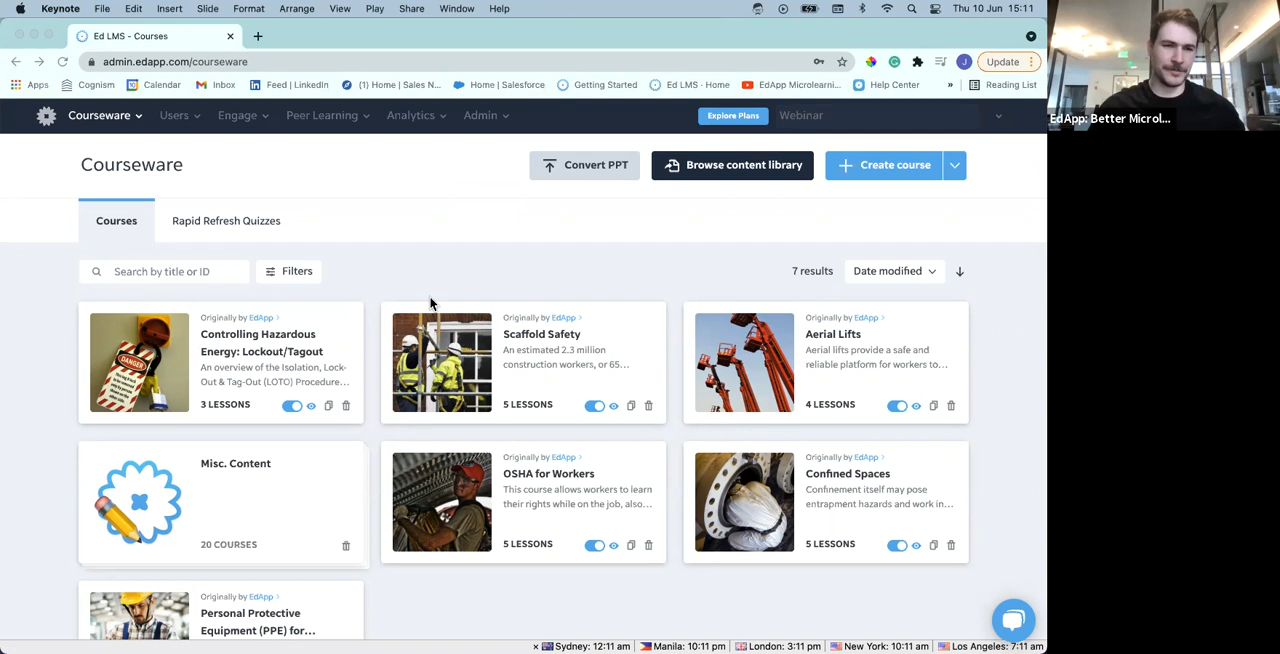 Keynote File Edit Insert Slide Format Arrange View Play Share Window Help Thu 10 Jun 15:11
Ed LMS - Courses
admin.edapp.com/courseware Update
Apps Cognism Calendar Inbox Feed | LinkedIn (1) Home | Sales N... Home | Salesforce Getting Started Ed LMS · Home EdApp Microlearni... Help Center » Reading List
EdApp: Better Microl...
Courseware Users Engage Peer Learning Analytics Admin Explore Plans Webinar
Courseware Convert PPT Browse content library Create course
Courses Rapid Refresh Quizzes
Search by title or ID Filters 7 results Date modified
Originally by EdApp
Controlling Hazardous
Energy: Lockout/Tagout
An overview of the Isolation, Lock-
Out & Tag-Out (LOTO) Procedure...
3 LESSONS
DANGER
Originally by EdApp
Scaffold Safety
An estimated 2.3 million
construction workers, or 65...
5 LESSONS
Originally by EdApp
Aerial Lifts
Aerial lifts provide a safe and
reliable platform for workers to...
4 LESSONS
Misc. Content
20 COURSES
Originally by EdApp
OSHA for Workers
This course allows workers to learn
their rights while on the job, also...
5 LESSONS
Originally by EdApp
Confined Spaces
Confinement itself may pose
entrapment hazards and work in...
5 LESSONS
Originally by EdApp
Personal Protective
Equipment (PPE) for...
× Sydney: 12:11 am Manila: 10:11 pm London: 3:11 pm New York: 10:11 am Los Angeles: 7:11 am